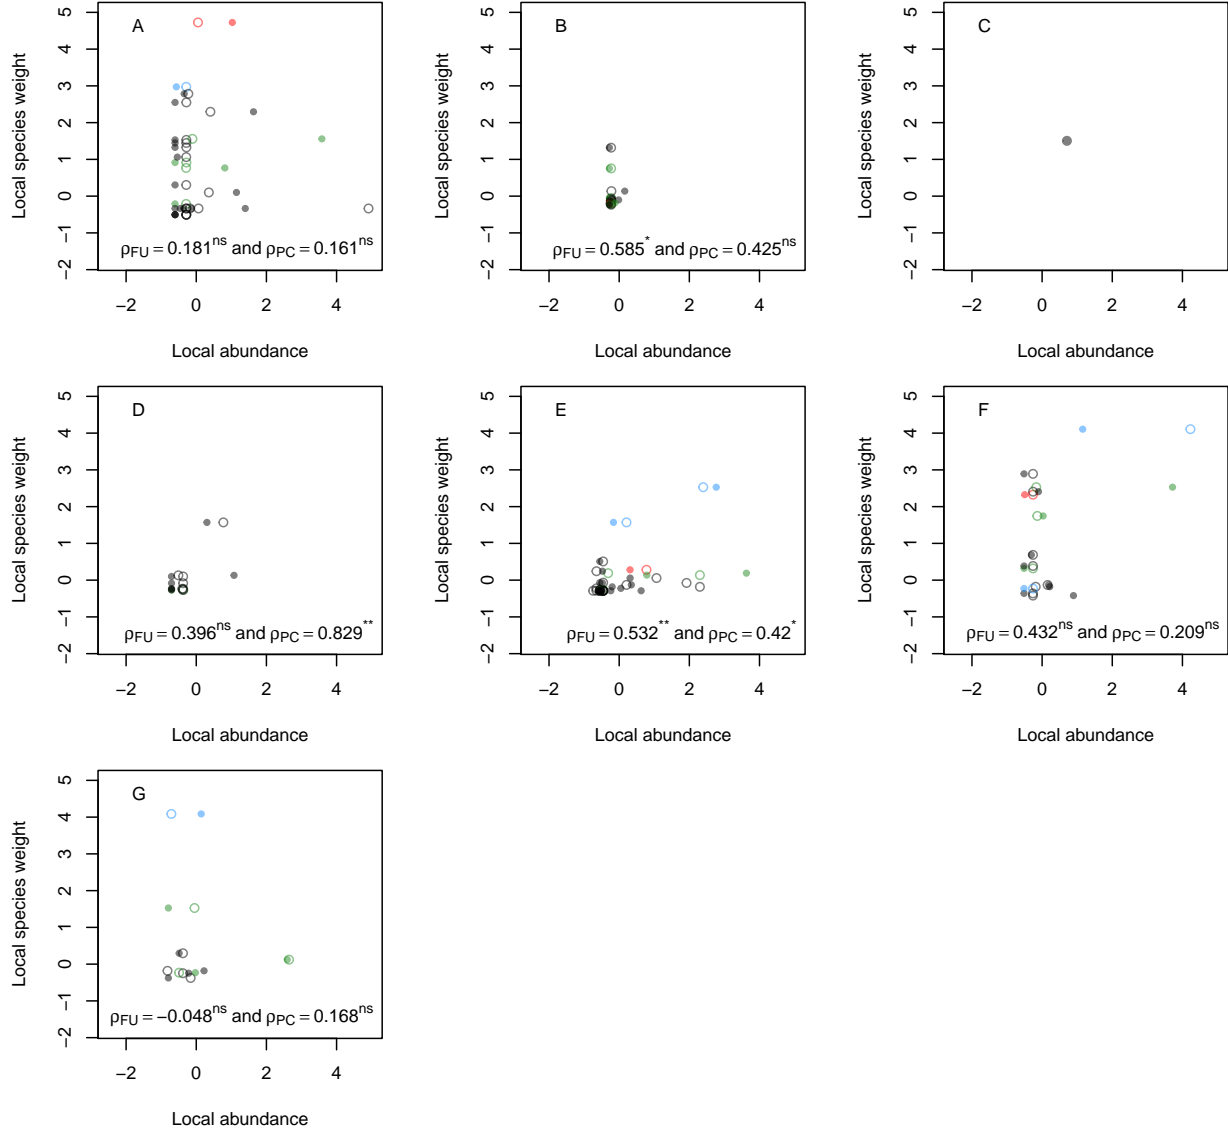 A
5
4
3
2
1
0
−1
−2
Local species weight
ρFU = 0.181ns and ρPC = 0.161ns
−2 0 2 4
Local abundance
B
5
4
3
2
1
0
−1
−2
Local species weight
ρFU = 0.585* and ρPC = 0.425ns
−2 0 2 4
Local abundance
C
5
4
3
2
1
0
−1
−2
Local species weight
−2 0 2 4
Local abundance
D
5
4
3
2
1
0
−1
−2
Local species weight
ρFU = 0.396ns and ρPC = 0.829**
−2 0 2 4
Local abundance
E
5
4
3
2
1
0
−1
−2
Local species weight
ρFU = 0.532** and ρPC = 0.42*
−2 0 2 4
Local abundance
F
5
4
3
2
1
0
−1
−2
Local species weight
ρFU = 0.432ns and ρPC = 0.209ns
−2 0 2 4
Local abundance
G
5
4
3
2
1
0
−1
−2
Local species weight
ρFU = −0.048ns and ρPC = 0.168ns
−2 0 2 4
Local abundance